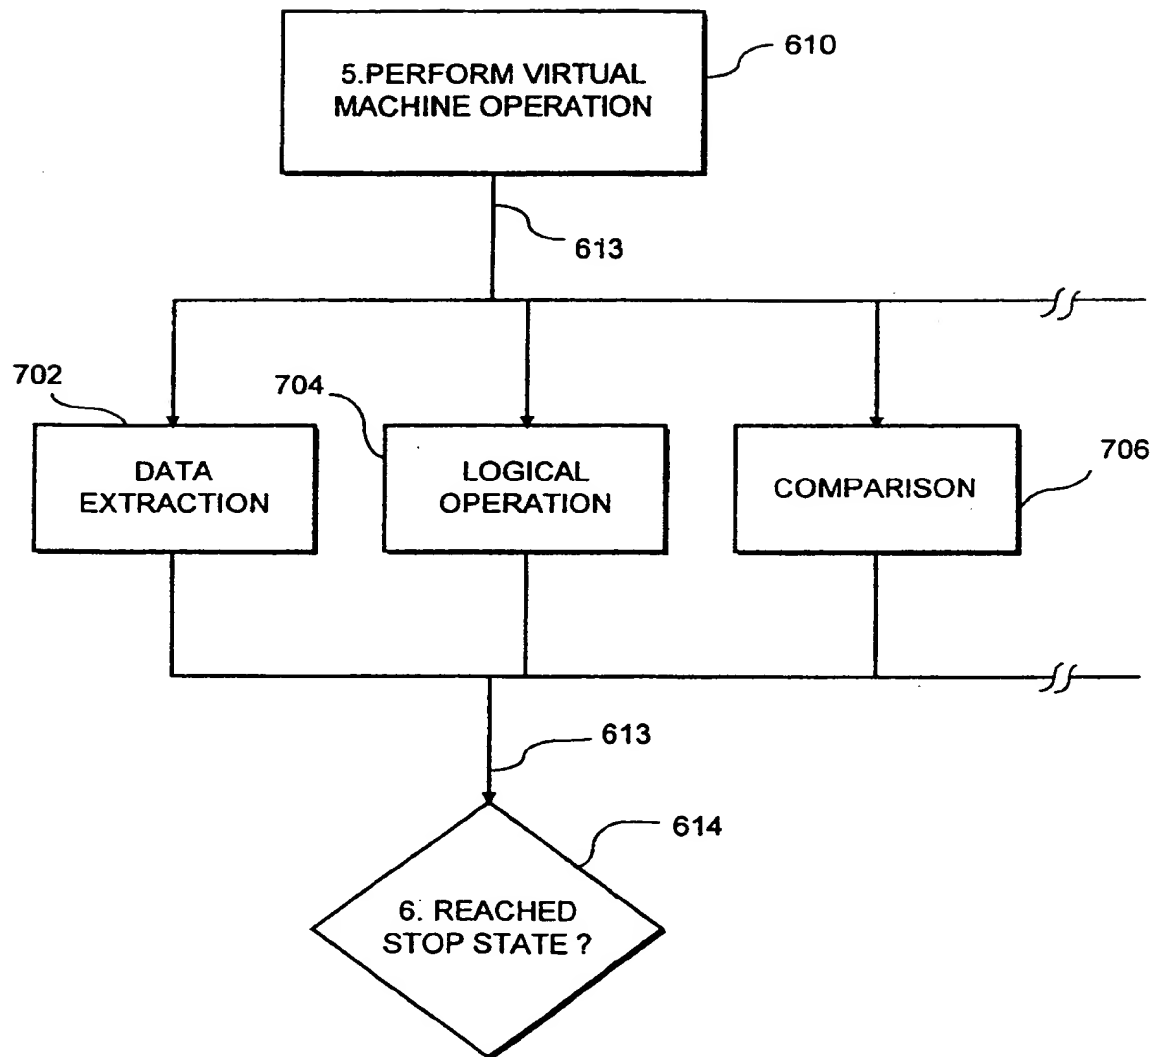 5.PERFORM VIRTUAL
MACHINE OPERATION
610
613
702
704
706
DATA
EXTRACTION
LOGICAL
OPERATION
COMPARISON
613
614
6. REACHED
STOP STATE ?